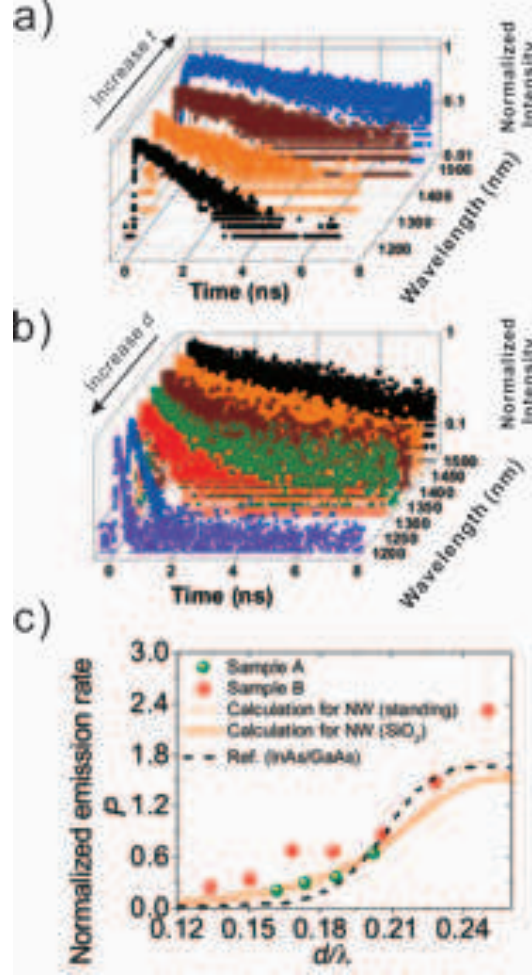 a)
Increase t
1
0.1
0.01
Normalized
Intensity
1500
1400
1300
1200
Wavelength (nm)
0 2 4 6 8
Time (ns)
b)
Increase d
1
0.1
Normalized
Intensity
1500
1450
1400
1350
1300
1250
1200
Wavelength (nm)
0 2 4 6 8
Time (ns)
c)
Normalized emission rate
P
3.0
2.4
1.8
1.2
0.6
0.0
Sample A
Sample B
Calculation for NW (standing)
Calculation for NW (SiO2)
Ref. (InAs/GaAs)
0.12 0.15 0.18 0.21 0.24
d/λ